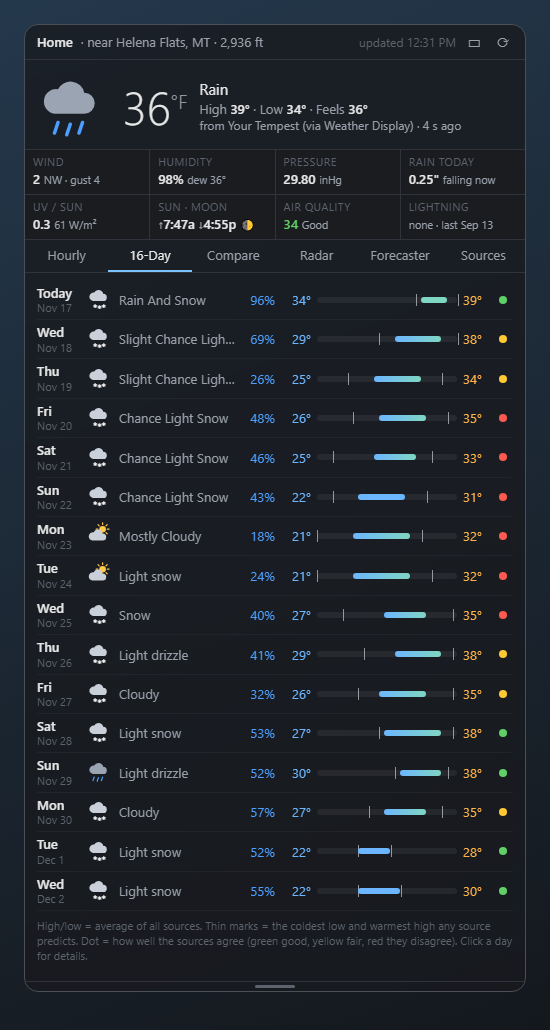 Home · near Helena Flats, MT · 2,936 ft updated 12:31 PM
36°F
Rain
High 39° · Low 34° · Feels 36°
from Your Tempest (via Weather Display) · 4 s ago
WIND HUMIDITY PRESSURE RAIN TODAY
2 NW · gust 4 98% dew 36° 29.80 inHg 0.25" falling now
UV / SUN SUN · MOON AIR QUALITY LIGHTNING
0.3 61 W/m² ↑7:47a ↓4:55p 34 Good none · last Sep 13
Hourly 16-Day Compare Radar Forecaster Sources
Today Rain And Snow 96% 34° 39°
Nov 17
Wed Slight Chance Ligh... 69% 29° 38°
Nov 18
Thu Slight Chance Ligh... 26% 25° 34°
Nov 19
Fri Chance Light Snow 48% 26° 35°
Nov 20
Sat Chance Light Snow 46% 25° 33°
Nov 21
Sun Chance Light Snow 43% 22° 31°
Nov 22
Mon Mostly Cloudy 18% 21° 32°
Nov 23
Tue Light snow 24% 21° 32°
Nov 24
Wed Snow 40% 27° 35°
Nov 25
Thu Light drizzle 41% 29° 38°
Nov 26
Fri Cloudy 32% 26° 35°
Nov 27
Sat Light snow 53% 27° 38°
Nov 28
Sun Light drizzle 52% 30° 38°
Nov 29
Mon Cloudy 57% 27° 35°
Nov 30
Tue Light snow 52% 22° 28°
Dec 1
Wed Light snow 55% 22° 30°
Dec 2
High/low = average of all sources. Thin marks = the coldest low and warmest high any source
predicts. Dot = how well the sources agree (green good, yellow fair, red they disagree). Click a day
for details.